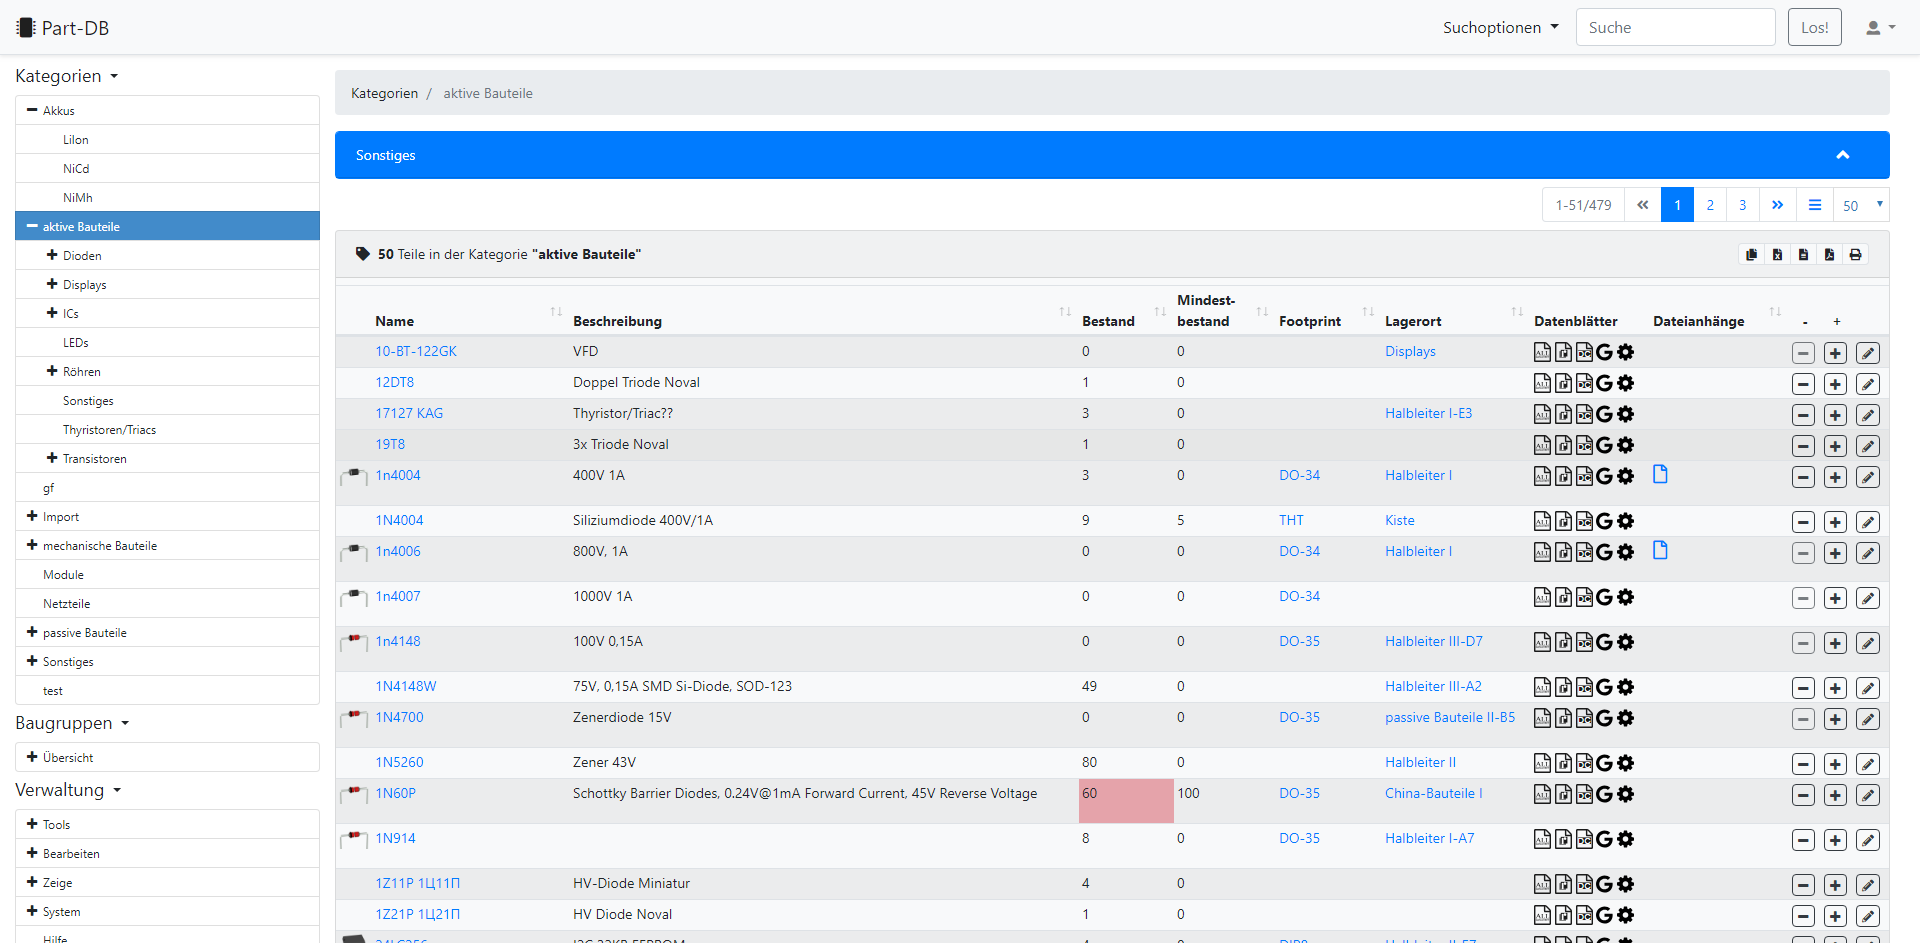 Part-DB
Suchoptionen
Suche
Los!
Kategorien
Akkus
LiIon
NiCd
NiMh
aktive Bauteile
Dioden
Displays
ICs
LEDs
Röhren
Sonstiges
Thyristoren/Triacs
Transistoren
gf
Import
mechanische Bauteile
Module
Netzteile
passive Bauteile
Sonstiges
test
Baugruppen
Übersicht
Verwaltung
Tools
Bearbeiten
Zeige
System
Hilfe
Kategorien / aktive Bauteile
Sonstiges
1-51/479 « 1 2 3 » 50
50 Teile in der Kategorie "aktive Bauteile"
Name Beschreibung Bestand Mindest-bestand Footprint Lagerort Datenblätter Dateianhänge - +
10-BT-122GK VFD 0 0 Displays
12DT8 Doppel Triode Noval 1 0
17127 KAG Thyristor/Triac?? 3 0 Halbleiter I-E3
19T8 3x Triode Noval 1 0
1n4004 400V 1A 3 0 DO-34 Halbleiter I
1N4004 Siliziumdiode 400V/1A 9 5 THT Kiste
1n4006 800V, 1A 0 0 DO-34 Halbleiter I
1n4007 1000V 1A 0 0 DO-34
1n4148 100V 0,15A 0 0 DO-35 Halbleiter III-D7
1N4148W 75V, 0,15A SMD Si-Diode, SOD-123 49 0 Halbleiter III-A2
1N4700 Zenerdiode 15V 0 0 DO-35 passive Bauteile II-B5
1N5260 Zener 43V 80 0 Halbleiter II
1N60P Schottky Barrier Diodes, 0.24V@1mA Forward Current, 45V Reverse Voltage 60 100 DO-35 China-Bauteile I
1N914 8 0 DO-35 Halbleiter I-A7
1Z11P 1Ц11П HV-Diode Miniatur 4 0
1Z21P 1Ц21П HV Diode Noval 1 0